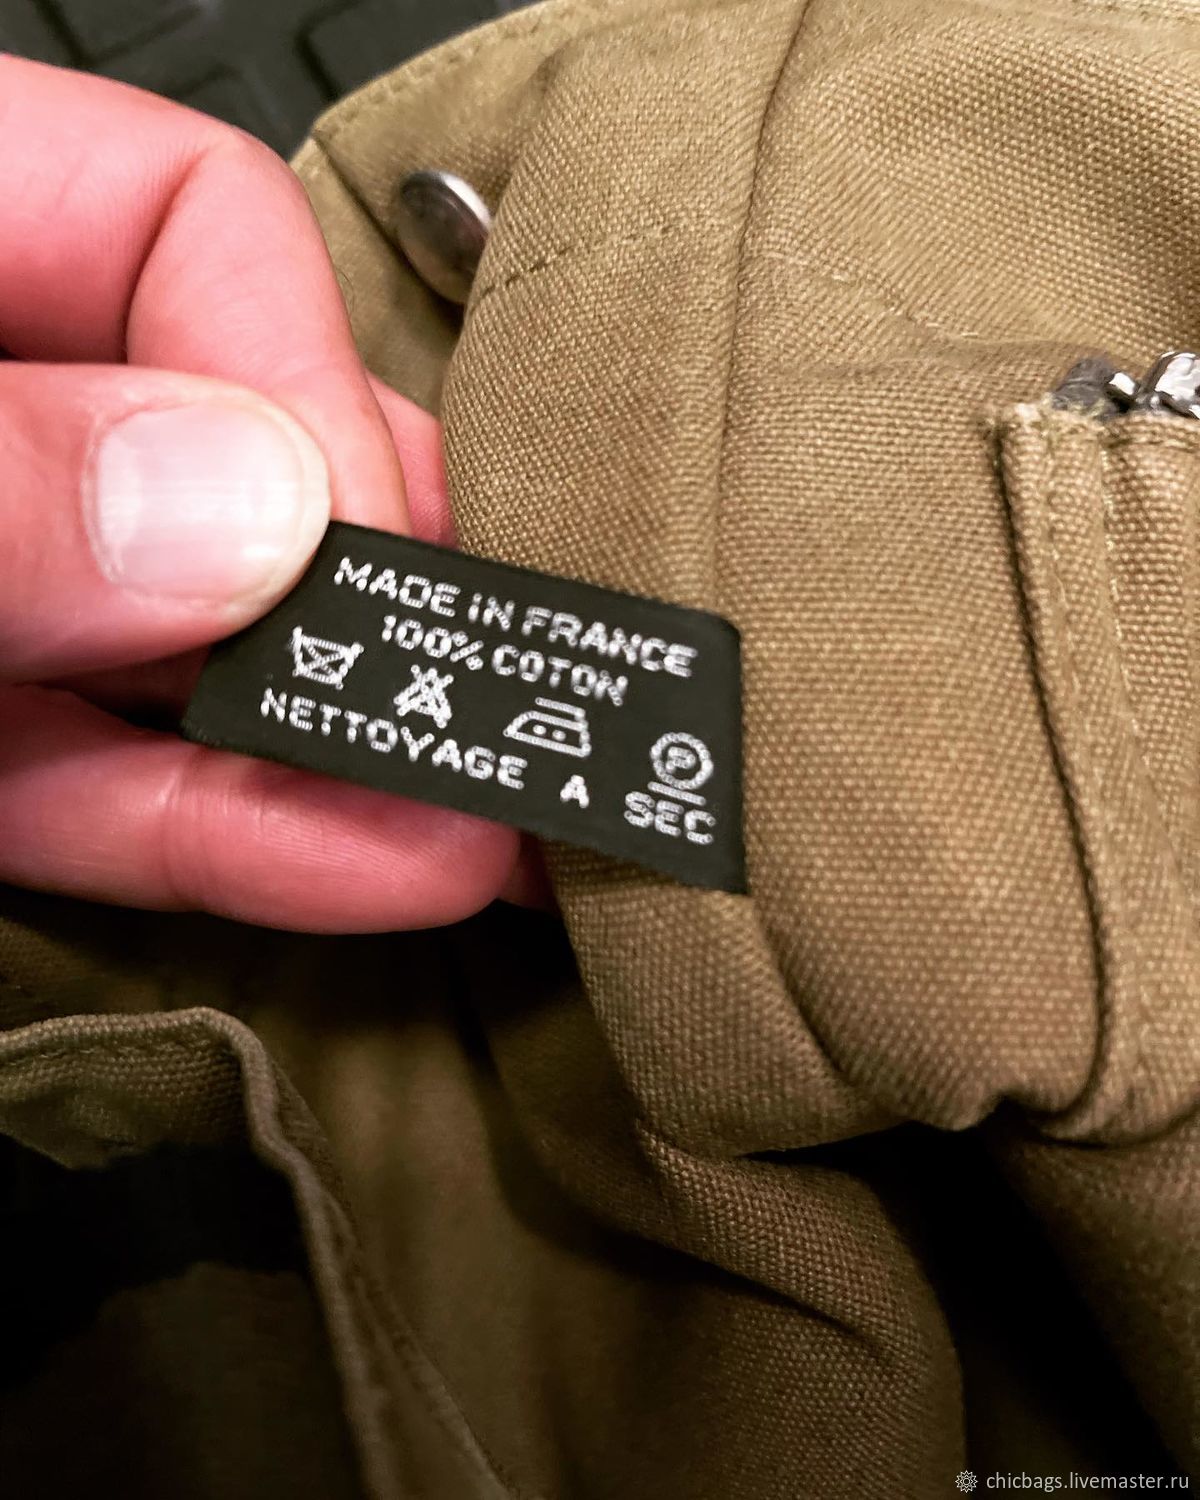 MADE IN FRANCE
100% COTON
P
NETTOYAGE A SEC
chicbags.livemaster.ru